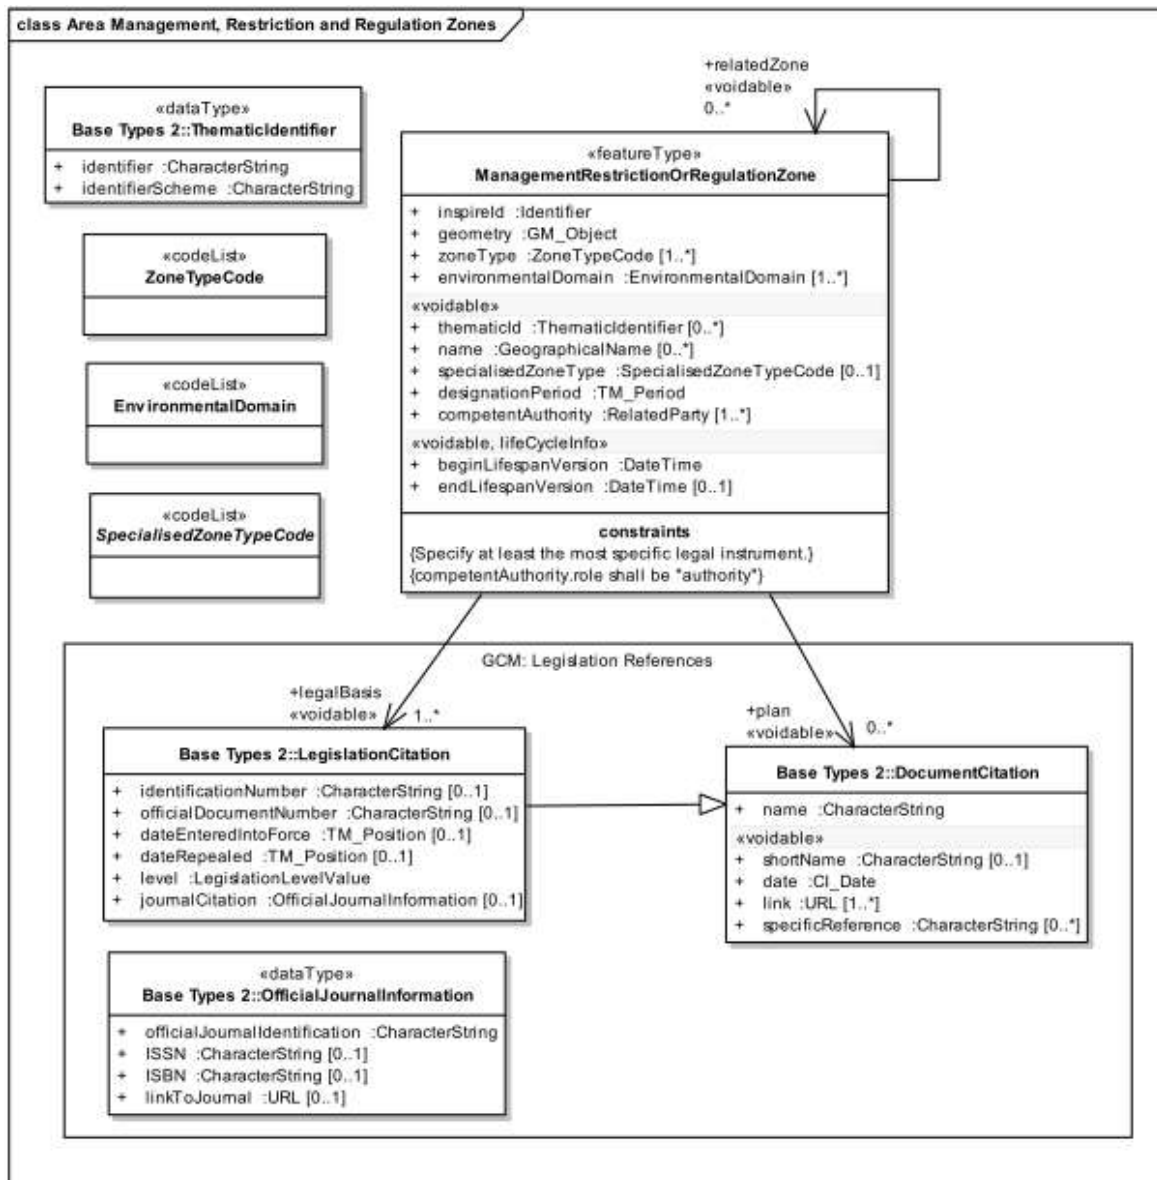 class Area Management, Restriction and Regulation Zones
+relatedZone
«voidable»
0..*
«dataType»
Base Types 2::ThematicIdentifier
+ identifier :CharacterString
+ identifierScheme :CharacterString
«codeList»
ZoneTypeCode
«codeList»
EnvironmentalDomain
«codeList»
SpecialisedZoneTypeCode
«featureType»
ManagementRestrictionOrRegulationZone
+ inspireId :Identifier
+ geometry :GM_Object
+ zoneType :ZoneTypeCode [1..*]
+ environmentalDomain :EnvironmentalDomain [1..*]
«voidable»
+ thematicId :ThematicIdentifier [0..*]
+ name :GeographicalName [0..*]
+ specialisedZoneType :SpecialisedZoneTypeCode [0..1]
+ designationPeriod :TM_Period
+ competentAuthority :RelatedParty [1..*]
«voidable, lifeCycleInfo»
+ beginLifespanVersion :DateTime
+ endLifespanVersion :DateTime [0..1]
constraints
{Specify at least the most specific legal instrument.}
{competentAuthority.role shall be "authority"}
GCM: Legislation References
+legalBasis
«voidable»
1..*
+plan
«voidable»
0..*
Base Types 2::LegislationCitation
+ identificationNumber :CharacterString [0..1]
+ officialDocumentNumber :CharacterString [0..1]
+ dateEnteredIntoForce :TM_Position [0..1]
+ dateRepealed :TM_Position [0..1]
+ level :LegislationLevelValue
+ journalCitation :OfficialJournalInformation [0..1]
Base Types 2::DocumentCitation
+ name :CharacterString
«voidable»
+ shortName :CharacterString [0..1]
+ date :CI_Date
+ link :URL [1..*]
+ specificReference :CharacterString [0..*]
«dataType»
Base Types 2::OfficialJournalInformation
+ officialJournalIdentification :CharacterString
+ ISSN :CharacterString [0..1]
+ ISBN :CharacterString [0..1]
+ linkToJournal :URL [0..1]